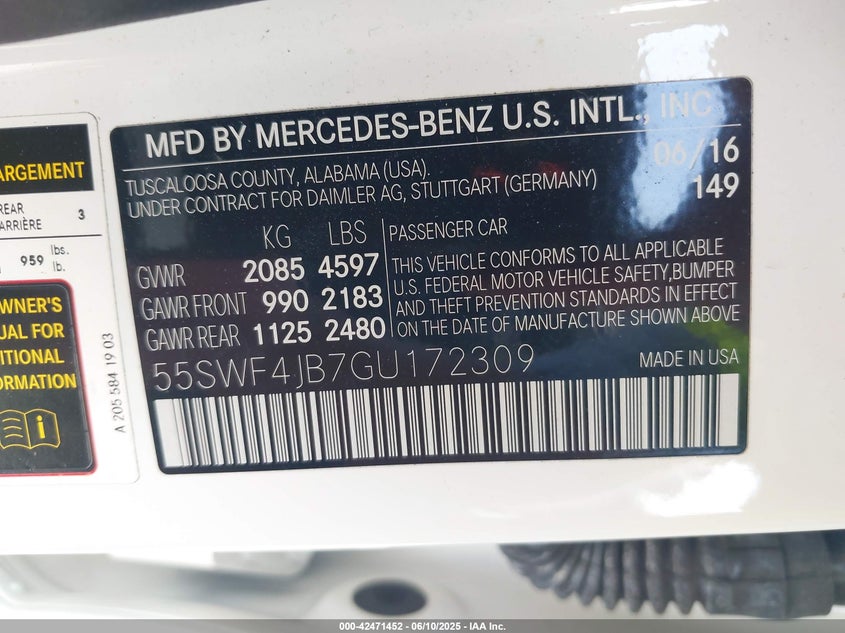 ARGEMENT
REAR
ARRIÈRE 3
959 lbs.
lb.
WNER'S
UAL FOR
ITIONAL
ORMATION
A 205 584 19 03
MFD BY MERCEDES-BENZ U.S. INTL., INC
TUSCALOOSA COUNTY, ALABAMA (USA). 06/16
UNDER CONTRACT FOR DAIMLER AG, STUTTGART (GERMANY) 149
KG LBS
GVWR 2085 4597
GAWR FRONT 990 2183
GAWR REAR 1125 2480
PASSENGER CAR
THIS VEHICLE CONFORMS TO ALL APPLICABLE
U.S. FEDERAL MOTOR VEHICLE SAFETY,BUMPER
AND THEFT PREVENTION STANDARDS IN EFFECT
ON THE DATE OF MANUFACTURE SHOWN ABOVE
55SWF4JB7GU172309
MADE IN USA
000-42471452 - 06/10/2025 - IAA Inc.